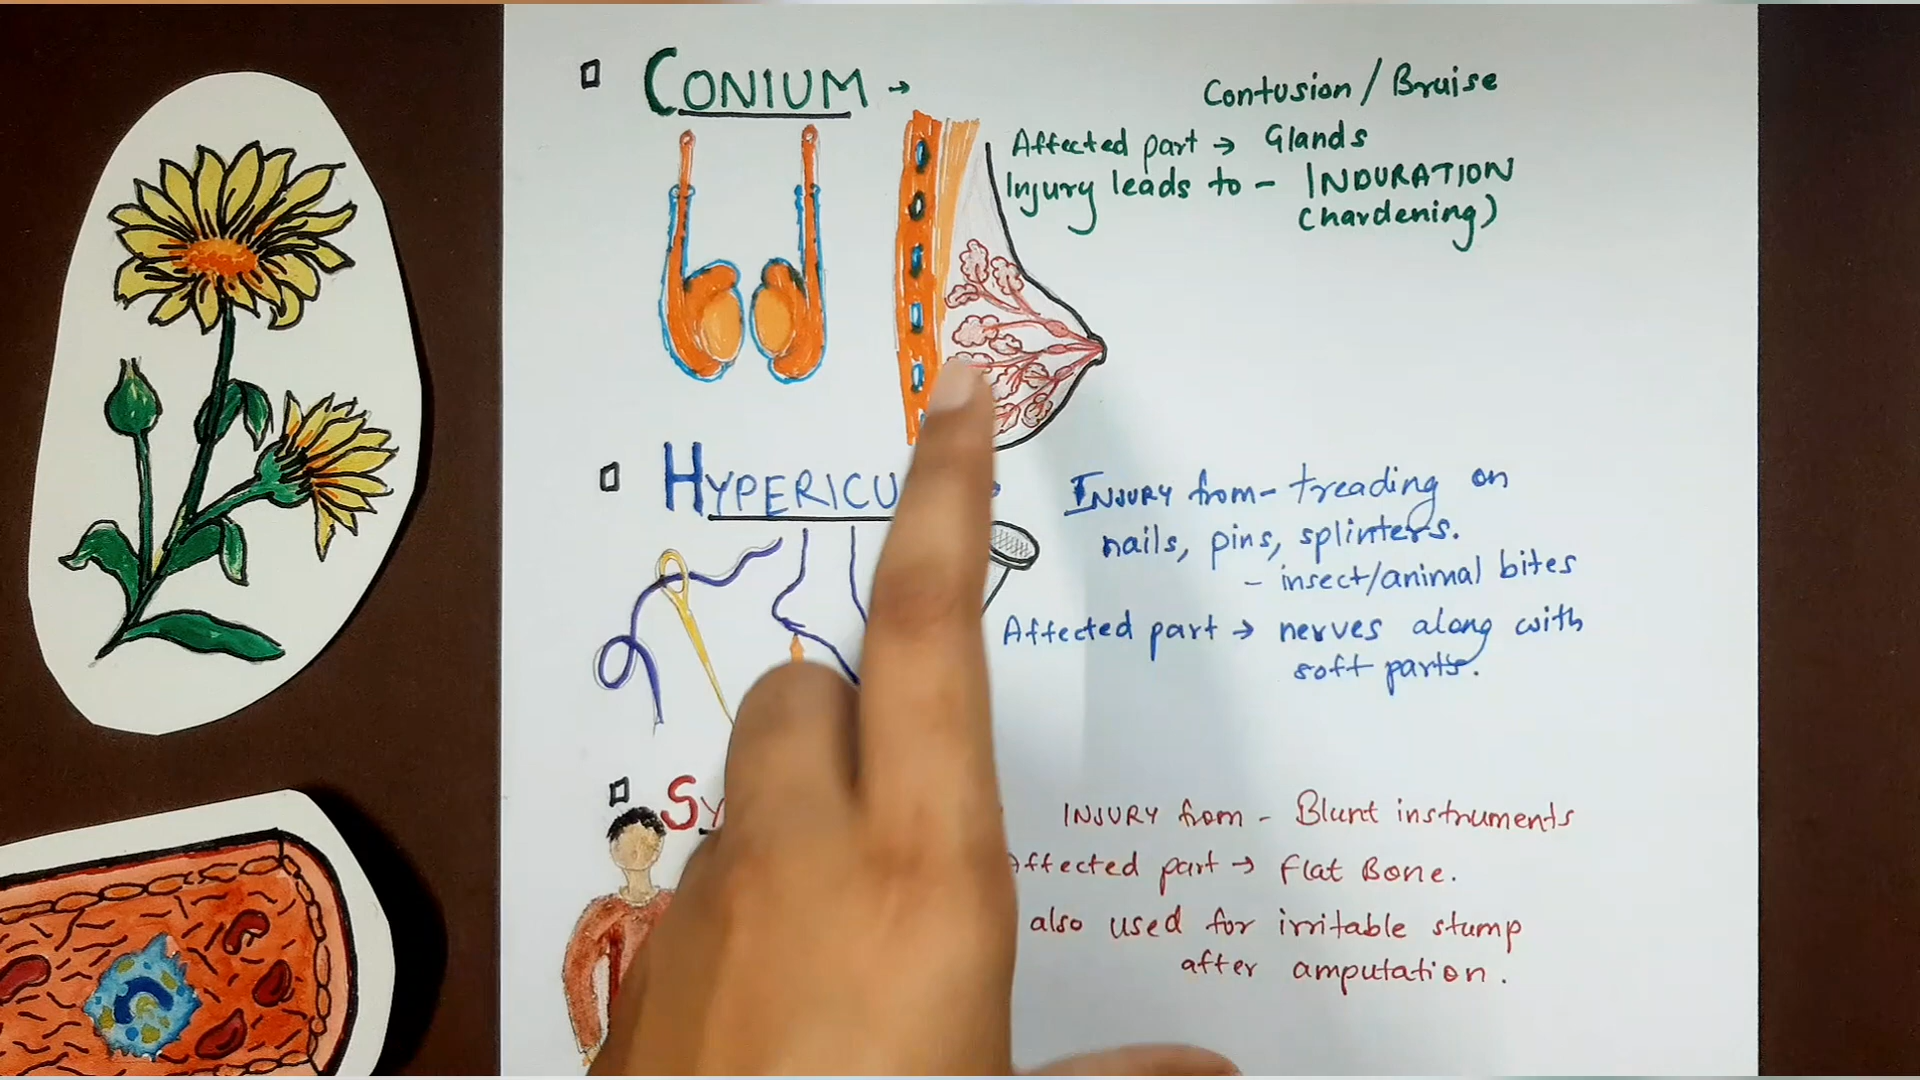 CONIUM → Contusion / Bruise
Affected part → Glands
Injury leads to - INDURATION
(hardening)
HYPERICU
INJURY from - treading on
nails, pins, splinters.
- insect/animal bites
Affected part → nerves along with
soft parts.
SY
INJURY from - Blunt instruments
Affected part → Flat Bone.
also used for irritable stump
after amputation.